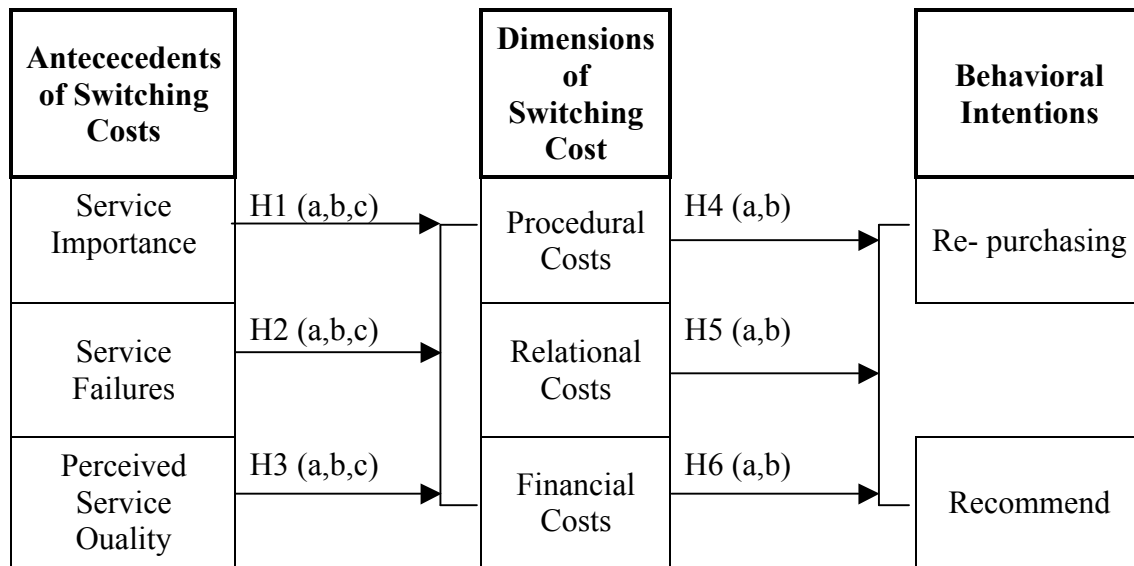 Antececedents
of Switching
Costs
Dimensions
of
Switching
Cost
Behavioral
Intentions
Service
Importance
H1 (a,b,c)
Procedural
Costs
H4 (a,b)
Re- purchasing
Service
Failures
H2 (a,b,c)
Relational
Costs
H5 (a,b)
Perceived
Service
Ouality
H3 (a,b,c)
Financial
Costs
H6 (a,b)
Recommend